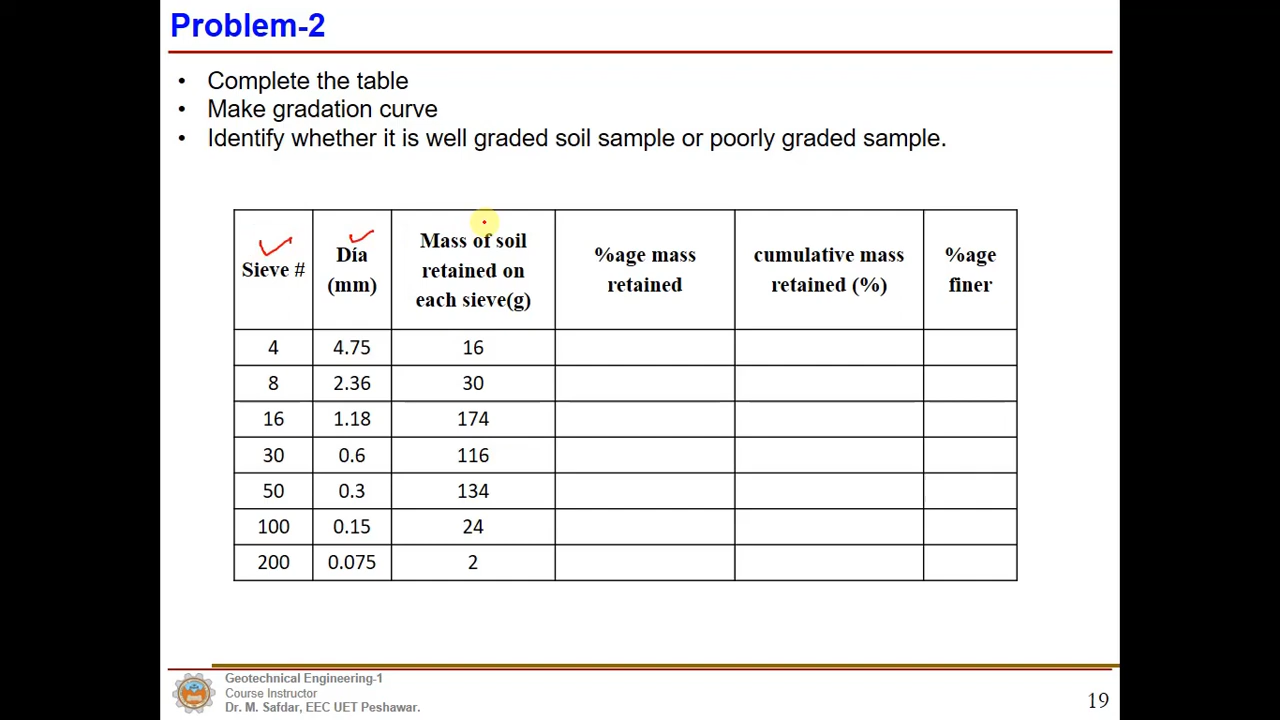 Problem-2
• Complete the table
• Make gradation curve
• Identify whether it is well graded soil sample or poorly graded sample.
Sieve # Día (mm) Mass of soil retained on each sieve(g) %age mass retained cumulative mass retained (%) %age finer
4 4.75 16
8 2.36 30
16 1.18 174
30 0.6 116
50 0.3 134
100 0.15 24
200 0.075 2
Geotechnical Engineering-1
Course Instructor
Dr. M. Safdar, EEC UET Peshawar.
19